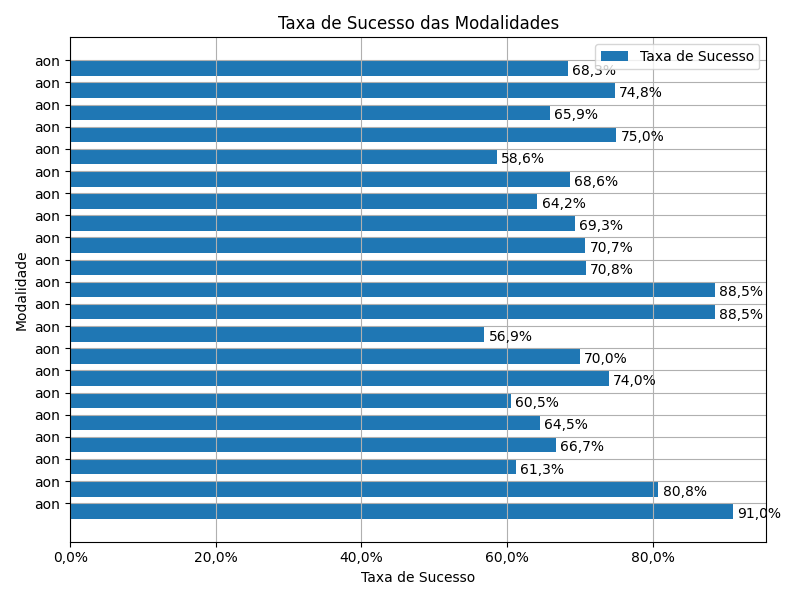 Taxa de Sucesso das Modalidades
Taxa de Sucesso
aon
68,3%
aon
74,8%
aon
65,9%
aon
75,0%
aon
58,6%
aon
68,6%
aon
64,2%
aon
69,3%
aon
70,7%
aon
70,8%
aon
88,5%
aon
88,5%
aon
56,9%
aon
70,0%
aon
74,0%
aon
60,5%
aon
64,5%
aon
66,7%
aon
61,3%
aon
80,8%
aon
91,0%
Modalidade
0,0% 20,0% 40,0% 60,0% 80,0%
Taxa de Sucesso